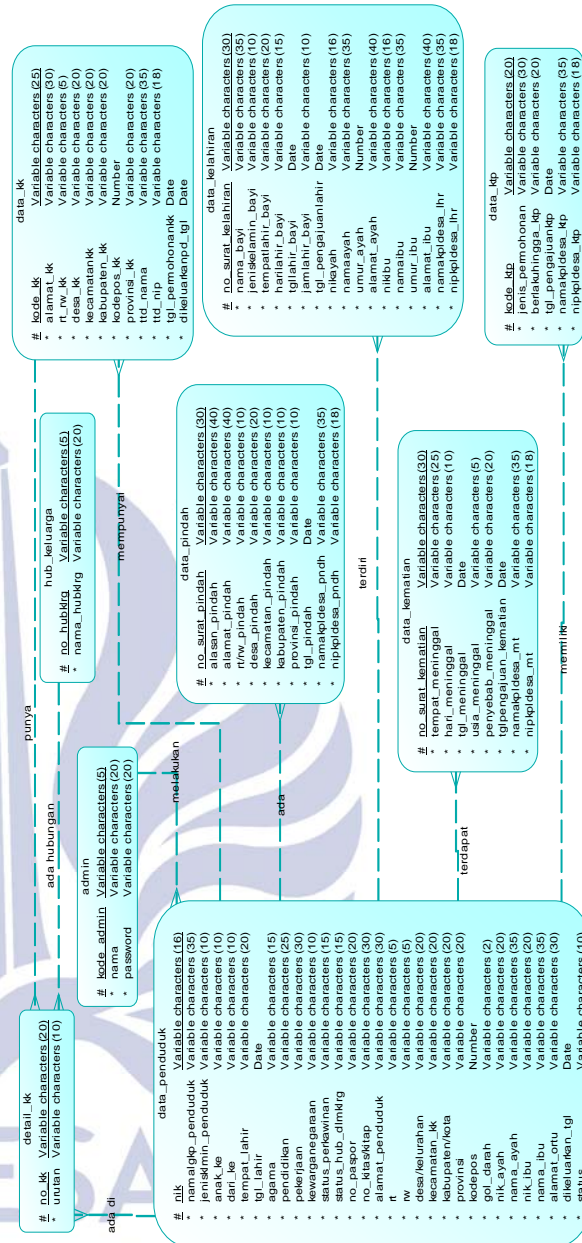 detail_kk
# no_kk Variable characters (20)
* urutan Variable characters (10)
punya
ada hubungan
ada di
hub_keluarga
# no_hubklrg Variable characters (5)
* nama_hubklrg Variable characters (20)
admin
# kode_admin Variable characters (5)
* nama Variable characters (20)
* password Variable characters (20)
melakukan
mempunyai
data_kk
# kode_kk Variable characters (25)
* alamat_kk Variable characters (30)
* rt_rw_kk Variable characters (5)
* desa_kk Variable characters (20)
* kecamatankk Variable characters (20)
* kabupaten_kk Variable characters (20)
* kodepos_kk Number
* provinsi_kk Variable characters (20)
* ttd_nama Variable characters (35)
* ttd_nip Variable characters (18)
* tgl_permohonankk Date
* dikeluarkanpd_tgl Date
data_penduduk
# nik Variable characters (16)
* namalgkp_penduduk Variable characters (35)
* jenisklmin_penduduk Variable characters (10)
* anak_ke Variable characters (10)
* dari_ke Variable characters (10)
* tempat_lahir Variable characters (20)
* tgl_lahir Date
* agama Variable characters (15)
* pendidikan Variable characters (25)
* pekerjaan Variable characters (30)
* kewarganegaraan Variable characters (10)
* status_perkawinan Variable characters (15)
* status_hub_dlmklrg Variable characters (15)
* no_paspor Variable characters (20)
* no_kitas/kitap Variable characters (30)
* alamat_penduduk Variable characters (30)
* rt Variable characters (5)
* rw Variable characters (5)
* desa/kelurahan Variable characters (20)
* kecamatan_kk Variable characters (20)
* kabupaten/kota Variable characters (20)
* provinsi Variable characters (20)
* kodepos Number
* gol_darah Variable characters (2)
* nik_ayah Variable characters (20)
* nama_ayah Variable characters (35)
* nik_ibu Variable characters (20)
* nama_ibu Variable characters (35)
* alamat_ortu Variable characters (30)
* dikeluarkan_tgl Date
* status Variable characters (10)
ada
data_pindah
# no_surat_pindah Variable characters (30)
* alasan_pindah Variable characters (40)
* alamat_pindah Variable characters (40)
* rt/rw_pindah Variable characters (10)
* desa_pindah Variable characters (20)
* kecamatan_pindah Variable characters (10)
* kabupaten_pindah Variable characters (10)
* provinsi_pindah Variable characters (10)
* tgl_pindah Date
* namakpldesa_pndh Variable characters (35)
* nipkpldesa_pndh Variable characters (18)
terdiri
data_kelahiran
# no_surat_kelahiran Variable characters (30)
* nama_bayi Variable characters (35)
* jeniskelamin_bayi Variable characters (10)
* tempatlahir_bayi Variable characters (20)
* harilahir_bayi Variable characters (15)
* tgllahir_bayi Date
* jamlahir_bayi Variable characters (10)
* tgl_pengajuanlahir Date
* nikayah Variable characters (16)
* namaayah Variable characters (35)
* umur_ayah Number
* alamat_ayah Variable characters (40)
* nikibu Variable characters (16)
* namaibu Variable characters (35)
* umur_ibu Number
* alamat_ibu Variable characters (40)
* namakpldesa_lhr Variable characters (35)
* nipkpldesa_lhr Variable characters (18)
terdapat
data_kematian
# no_surat_kematian Variable characters (30)
* tempat_meninggal Variable characters (25)
* hari_meninggal Variable characters (10)
* tgl_meninggal Date
* usia_meninggal Variable characters (5)
* penyebab_meninggal Variable characters (20)
* tglpengajuan_kematian Date
* namakpldesa_mt Variable characters (35)
* nipkpldesa_mt Variable characters (18)
memiliki
data_ktp
# kode_ktp Variable characters (20)
* jenis_permohonan Variable characters (30)
* berlakuhingga_ktp Variable characters (20)
* tgl_pengajuanktp Date
* namakpldesa_ktp Variable characters (35)
* nipkpldesa_ktp Variable characters (18)
ESA